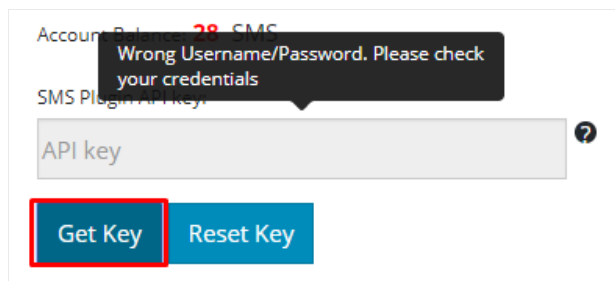 Account Balance: 28 SMS
Wrong Username/Password. Please check
your credentials
SMS Plugin API key:
API key
?
Get Key
Reset Key